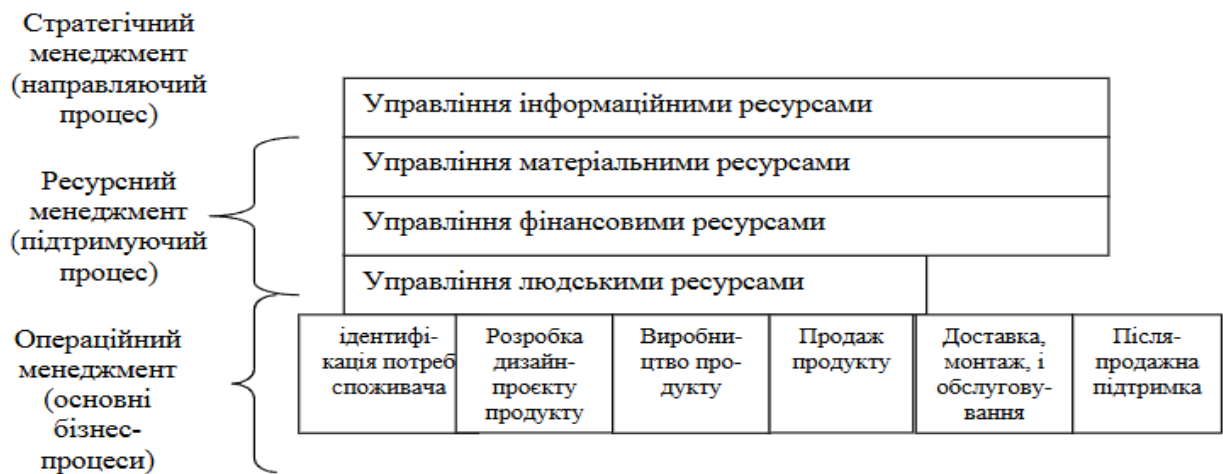 Стратегічний
менеджмент
(направляючий
процес)
Управління інформаційними ресурсами
Управління матеріальними ресурсами
Ресурсний
менеджмент
(підтримуючий
процес)
Управління фінансовими ресурсами
Управління людськими ресурсами
Операційний
менеджмент
(основні
бізнес-
процеси)
ідентифі-
кація потреб
споживача
Розробка
дизайн-
проєкту
продукту
Виробни-
цтво про-
дукту
Продаж
продукту
Доставка,
монтаж, і
обслугову-
вання
Після-
продажна
підтримка